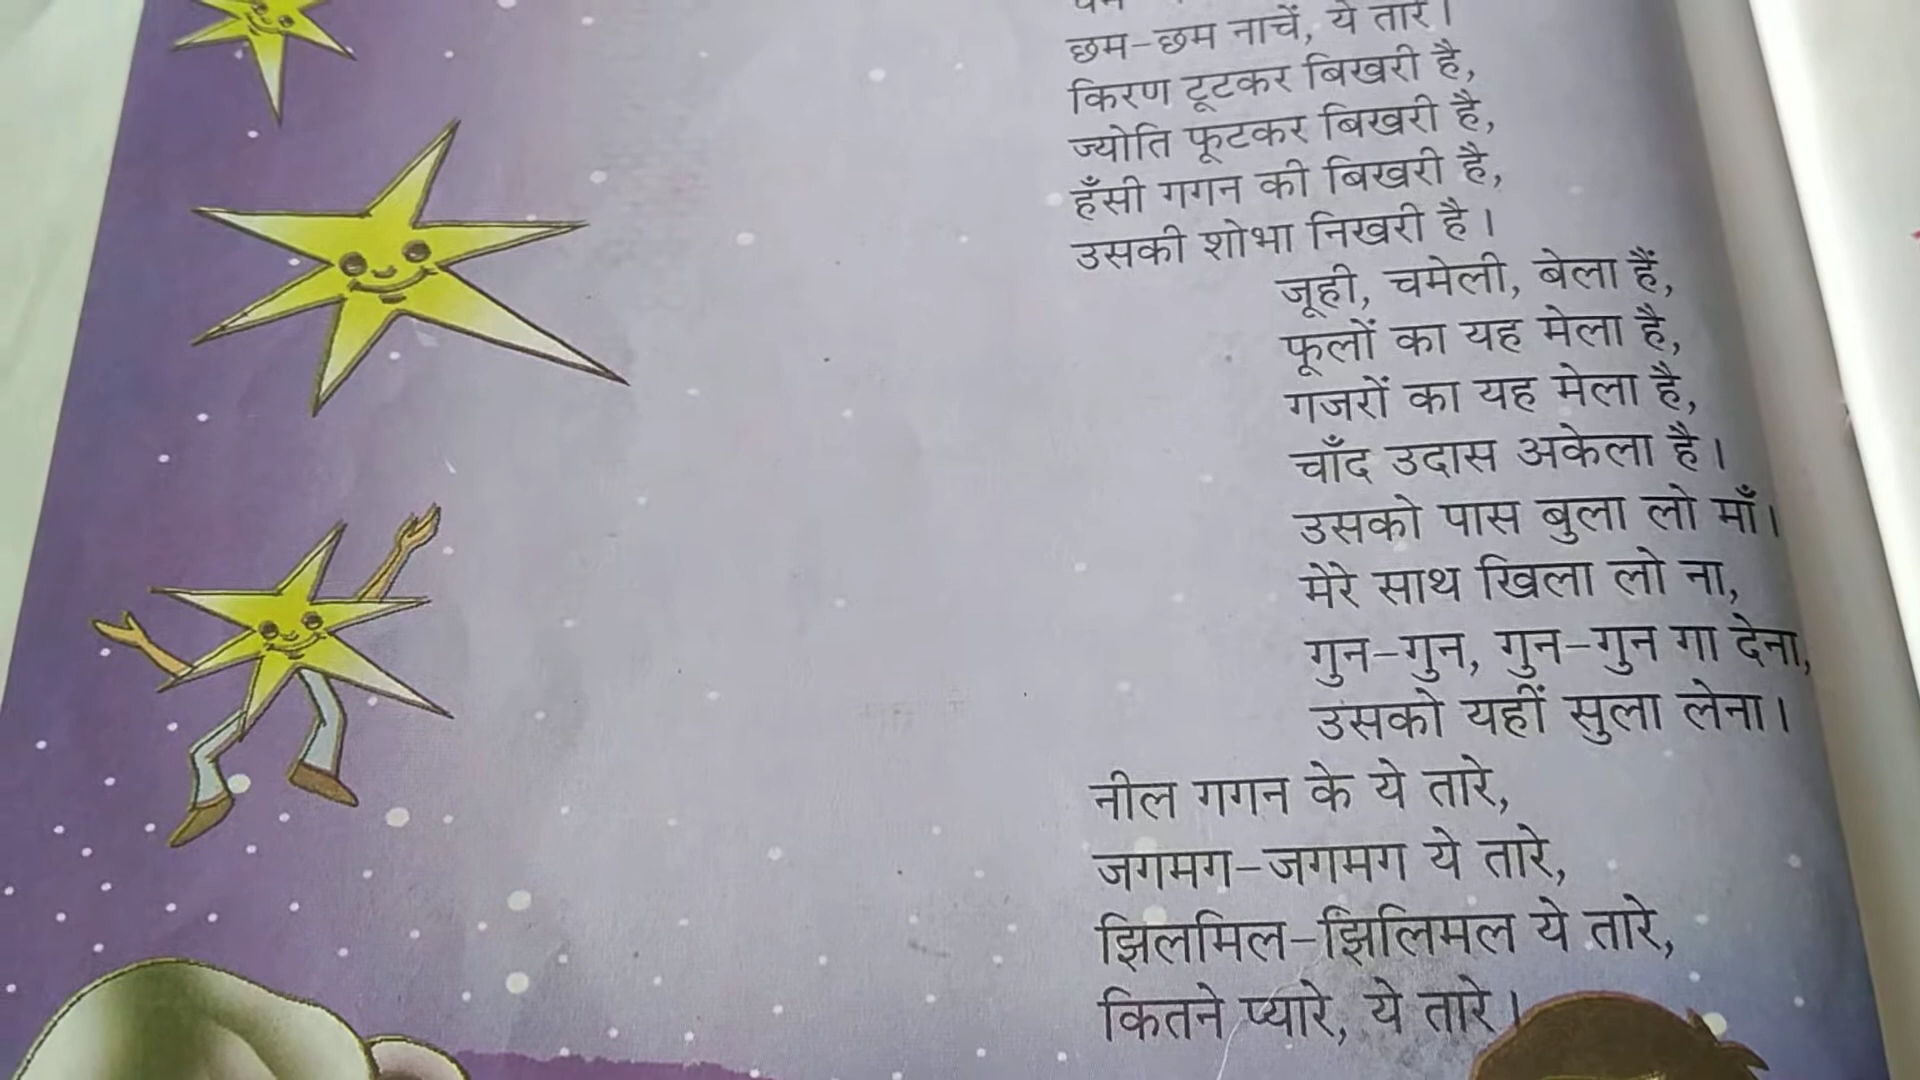 छम-छम नाचें, ये तारे।
किरण टूटकर बिखरी है,
ज्योति फूटकर बिखरी है,
हँसी गगन की बिखरी है,
उसकी शोभा निखरी है।
जूही, चमेली, बेला हैं,
फूलों का यह मेला है,
गजरों का यह मेला है,
चाँद उदास अकेला है।
उसको पास बुला लो माँ।
मेरे साथ खिला लो ना,
गुन-गुन, गुन-गुन गा देना,
उसको यहीं सुला लेना।
नील गगन के ये तारे,
जगमग-जगमग ये तारे,
झिलमिल-झिलिमल ये तारे,
कितने प्यारे, ये तारे।